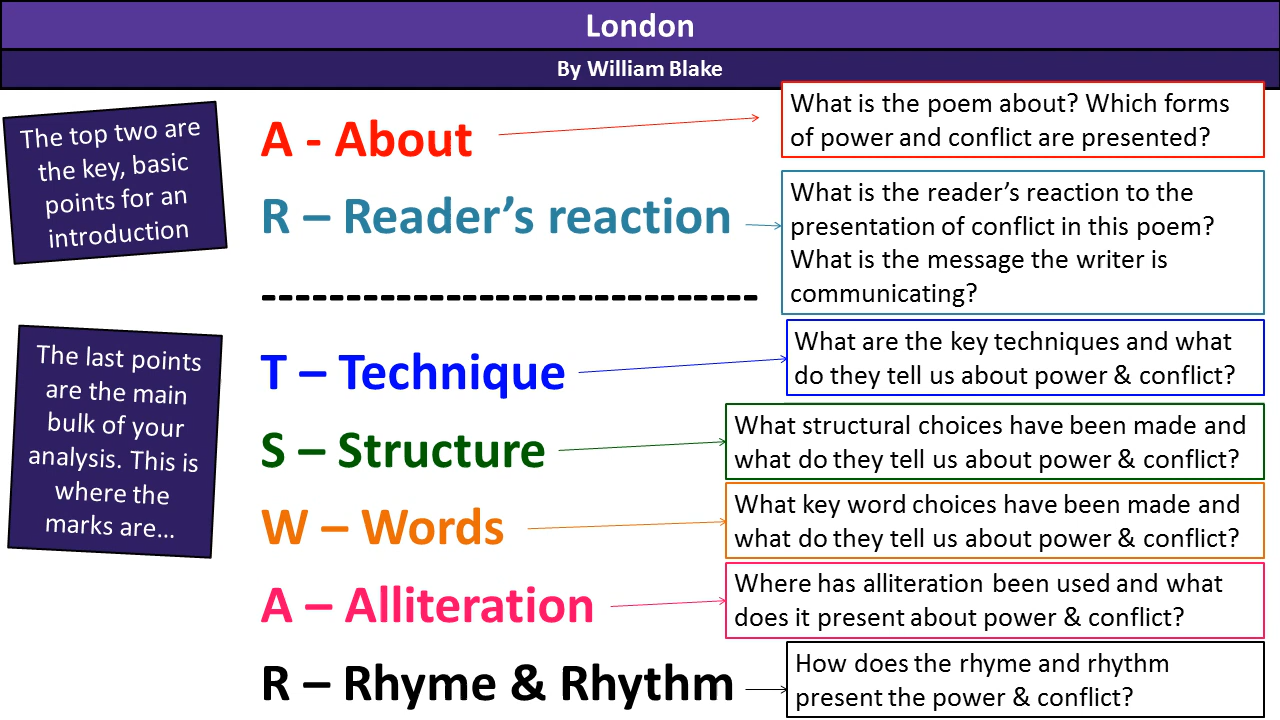 London
By William Blake
The top two are
the key, basic
points for an
introduction
A - About
What is the poem about? Which forms
of power and conflict are presented?
R – Reader’s reaction
What is the reader’s reaction to the
presentation of conflict in this poem?
What is the message the writer is
communicating?
------------------------------
The last points
are the main
bulk of your
analysis. This is
where the
marks are…
T – Technique
What are the key techniques and what
do they tell us about power & conflict?
S – Structure
What structural choices have been made and
what do they tell us about power & conflict?
W – Words
What key word choices have been made and
what do they tell us about power & conflict?
A – Alliteration
Where has alliteration been used and what
does it present about power & conflict?
R – Rhyme & Rhythm
How does the rhyme and rhythm
present the power & conflict?